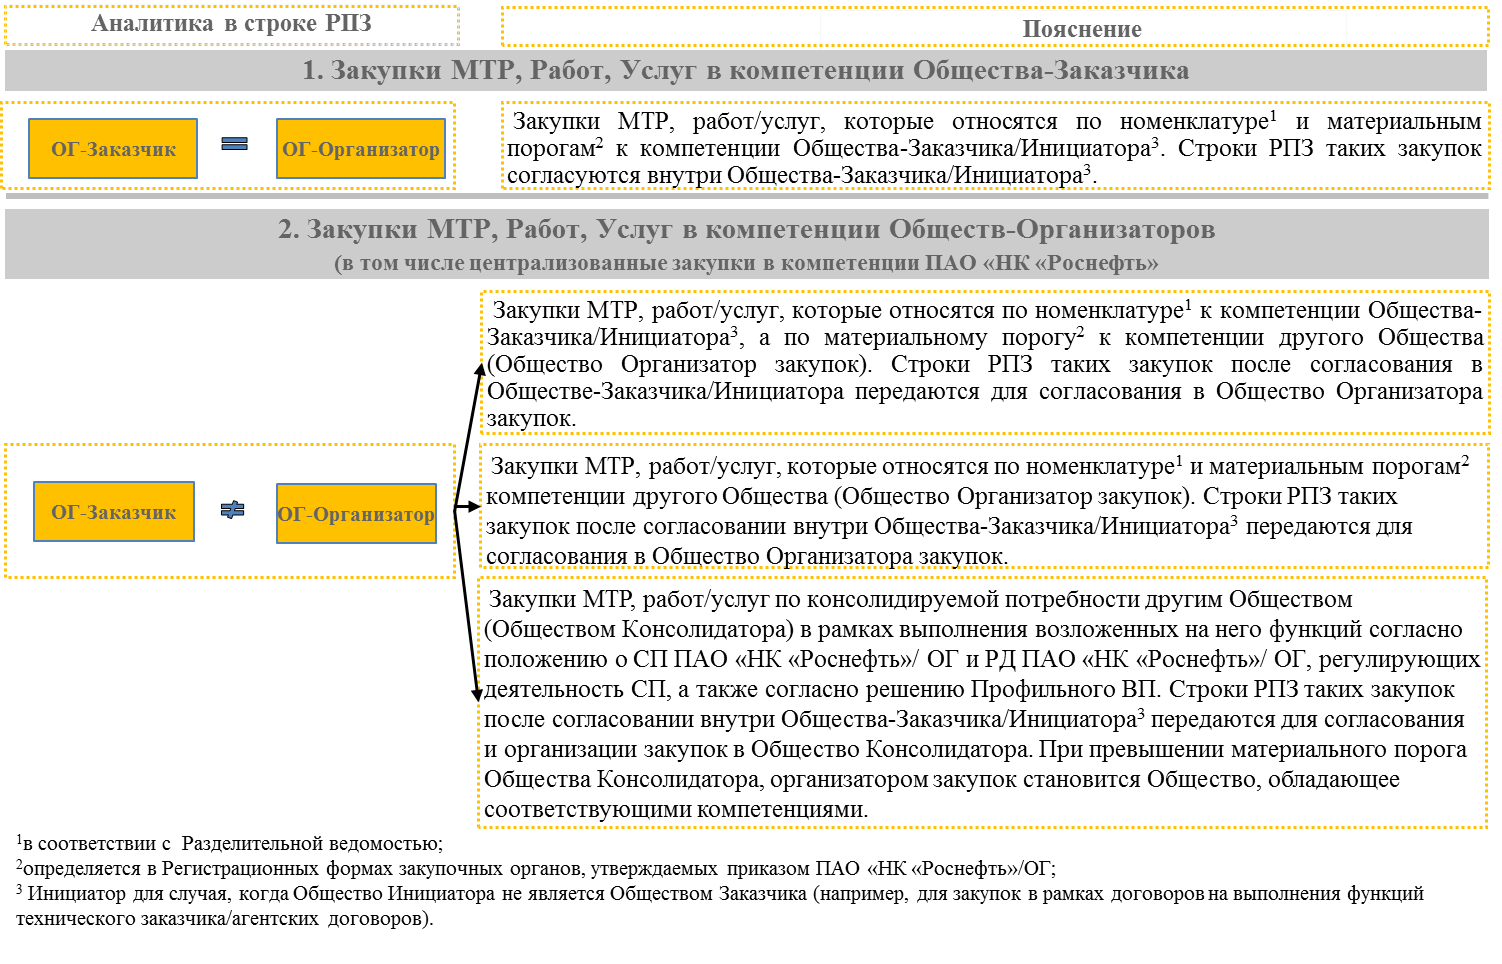 Аналитика в строке РПЗ
Пояснение
1. Закупки МТР, Работ, Услуг в компетенции Общества-Заказчика
ОГ-Заказчик
=
ОГ-Организатор
Закупки МТР, работ/услуг, которые относятся по номенклатуре¹ и материальным
порогам² к компетенции Общества-Заказчика/Инициатора³. Строки РПЗ таких закупок
согласуются внутри Общества-Заказчика/Инициатора³.
2. Закупки МТР, Работ, Услуг в компетенции Обществ-Организаторов
(в том числе централизованные закупки в компетенции ПАО «НК «Роснефть»
Закупки МТР, работ/услуг, которые относятся по номенклатуре¹ к компетенции Общества-
Заказчика/Инициатора³, а по материальному порогу² к компетенции другого Общества
(Общество Организатор закупок). Строки РПЗ таких закупок после согласования в
Обществе-Заказчика/Инициатора передаются для согласования в Общество Организатора
закупок.
ОГ-Заказчик
≠
ОГ-Организатор
Закупки МТР, работ/услуг, которые относятся по номенклатуре¹ и материальным порогам²
компетенции другого Общества (Общество Организатор закупок). Строки РПЗ таких
закупок после согласовании внутри Общества-Заказчика/Инициатора³ передаются для
согласования в Общество Организатора закупок.
Закупки МТР, работ/услуг по консолидируемой потребности другим Обществом
(Обществом Консолидатора) в рамках выполнения возложенных на него функций согласно
положению о СП ПАО «НК «Роснефть»/ ОГ и РД ПАО «НК «Роснефть»/ ОГ, регулирующих
деятельность СП, а также согласно решению Профильного ВП. Строки РПЗ таких закупок
после согласовании внутри Общества-Заказчика/Инициатора³ передаются для согласования
и организации закупок в Общество Консолидатора. При превышении материального порога
Общества Консолидатора, организатором закупок становится Общество, обладающее
соответствующими компетенциями.
¹в соответствии с Разделительной ведомостью;
²определяется в Регистрационных формах закупочных органов, утверждаемых приказом ПАО «НК «Роснефть»/ОГ;
³ Инициатор для случая, когда Общество Инициатора не является Обществом Заказчика (например, для закупок в рамках договоров на выполнения функций
технического заказчика/агентских договоров).